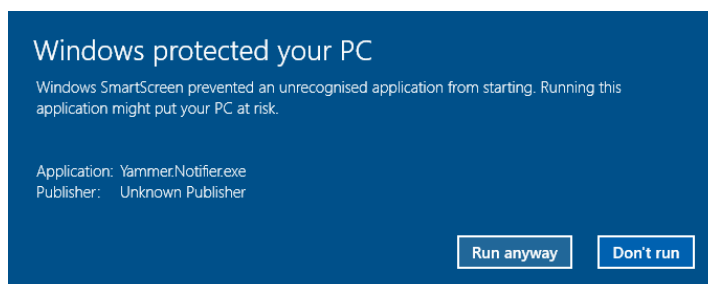 Windows protected your PC
Windows SmartScreen prevented an unrecognised application from starting. Running this
application might put your PC at risk.
Application: Yammer.Notifier.exe
Publisher: Unknown Publisher
Run anyway Don't run